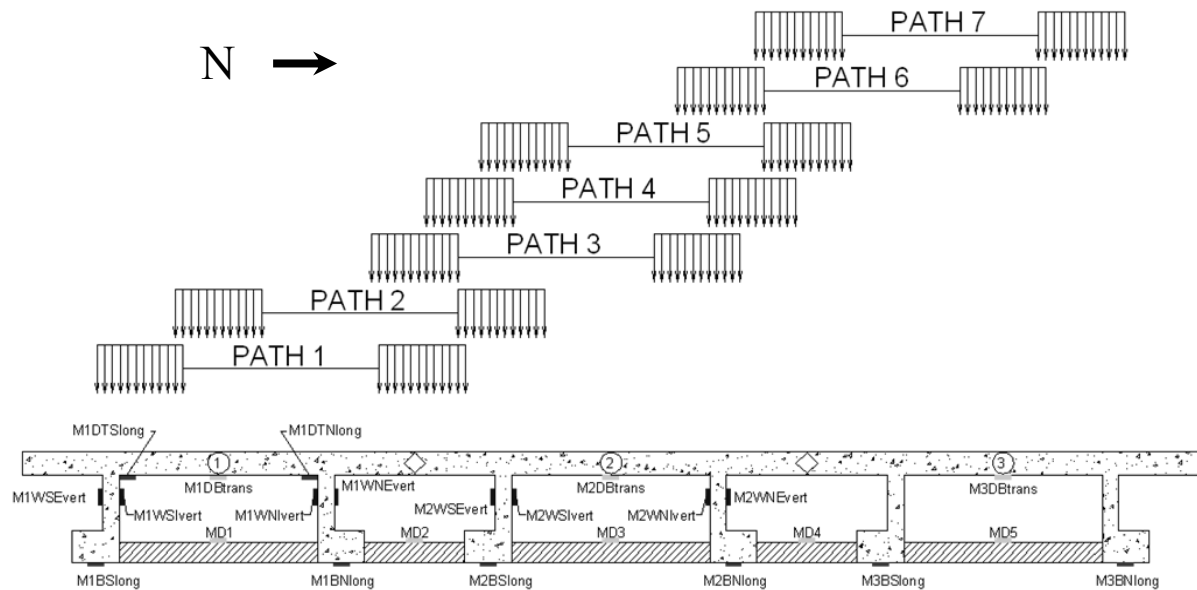 PATH 7
N
PATH 6
PATH 5
PATH 4
PATH 3
PATH 2
PATH 1
M1DTSlong
M1DTNlong
1
2
3
M1DBtrans
M1WNEvert
M2DBtrans
M2WNEvert
M3DBtrans
M1WSEvert
M1WSIvert
M1WNIvert
M2WSEvert
M2WSIvert
M2WNIvert
MD1
MD2
MD3
MD4
MD5
M1BSlong
M1BNlong
M2BSlong
M2BNlong
M3BSlong
M3BNlong